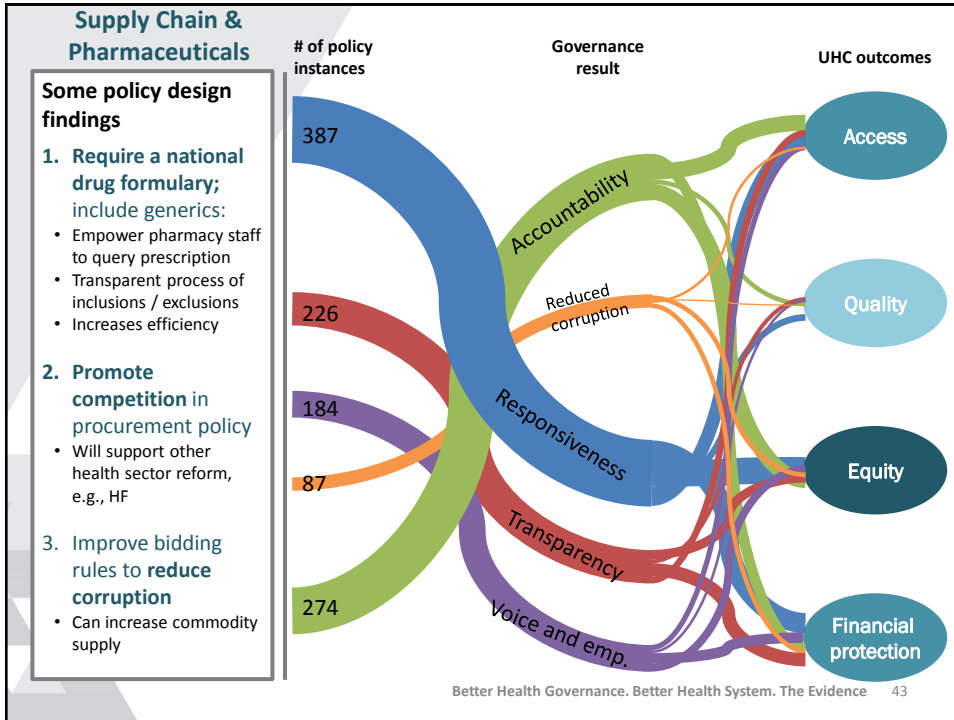 Supply Chain &
Pharmaceuticals
Some policy design
findings
1. Require a national
drug formulary;
include generics:
• Empower pharmacy staff
to query prescription
• Transparent process of
inclusions / exclusions
• Increases efficiency
2. Promote
competition in
procurement policy
• Will support other
health sector reform,
e.g., HF
3. Improve bidding
rules to reduce
corruption
• Can increase commodity
supply
# of policy
instances
Governance
result
UHC outcomes
387
226
184
87
274
Accountability
Reduced
corruption
Responsiveness
Transparency
Voice and emp.
Access
Quality
Equity
Financial
protection
Better Health Governance. Better Health System. The Evidence 43